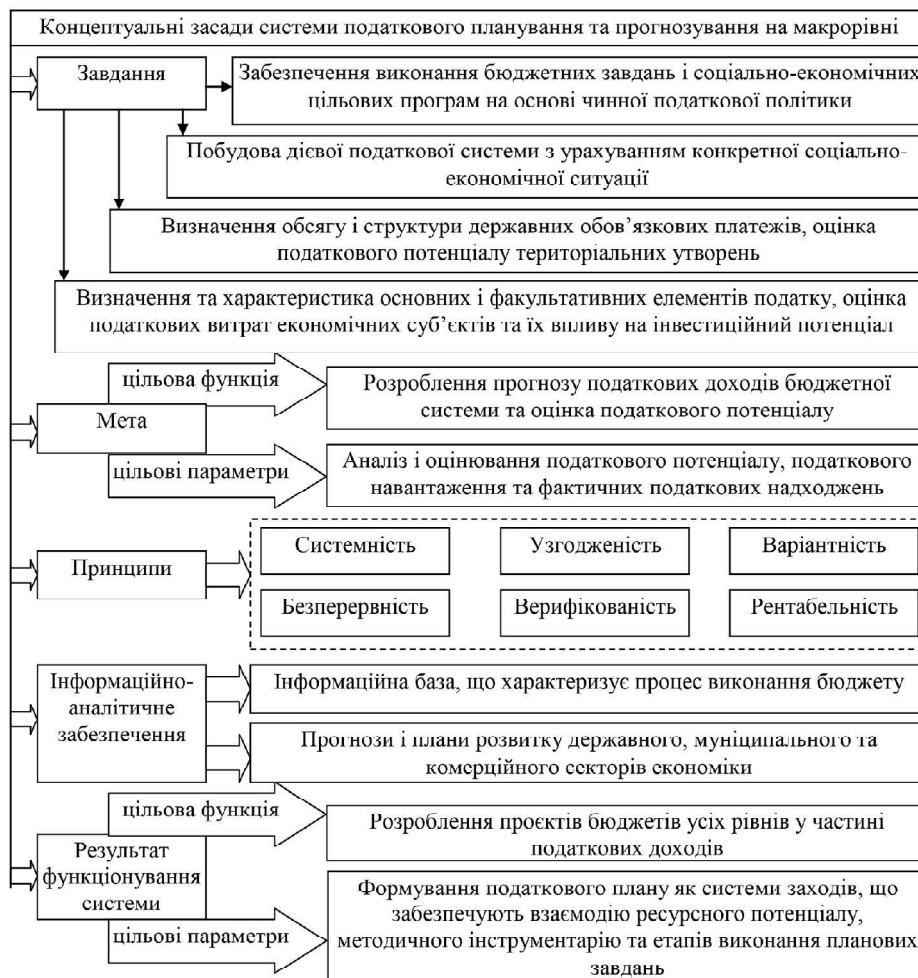 Концептуальні засади системи податкового планування та прогнозування на макрорівні
Завдання
Забезпечення виконання бюджетних завдань і соціально-економічних
цільових програм на основі чинної податкової політики
Побудова дієвої податкової системи з урахуванням конкретної соціально-
економічної ситуації
Визначення обсягу і структури державних обов’язкових платежів, оцінка
податкового потенціалу територіальних утворень
Визначення та характеристика основних і факультативних елементів податку, оцінка
податкових витрат економічних суб’єктів та їх впливу на інвестиційний потенціал
цільова функція
Розроблення прогнозу податкових доходів бюджетної
системи та оцінка податкового потенціалу
Мета
цільові параметри
Аналіз і оцінювання податкового потенціалу, податкового
навантаження та фактичних податкових надходжень
Принципи
Системність
Узгодженість
Варіантність
Безперервність
Верифікованість
Рентабельність
Інформаційно-
аналітичне
забезпечення
Інформаційна база, що характеризує процес виконання бюджету
Прогнози і плани розвитку державного, муніципального та
комерційного секторів економіки
цільова функція
Розроблення проєктів бюджетів усіх рівнів у частині
податкових доходів
Результат
функціонування
системи
цільові параметри
Формування податкового плану як системи заходів, що
забезпечують взаємодію ресурсного потенціалу,
методичного інструментарію та етапів виконання планових
завдань